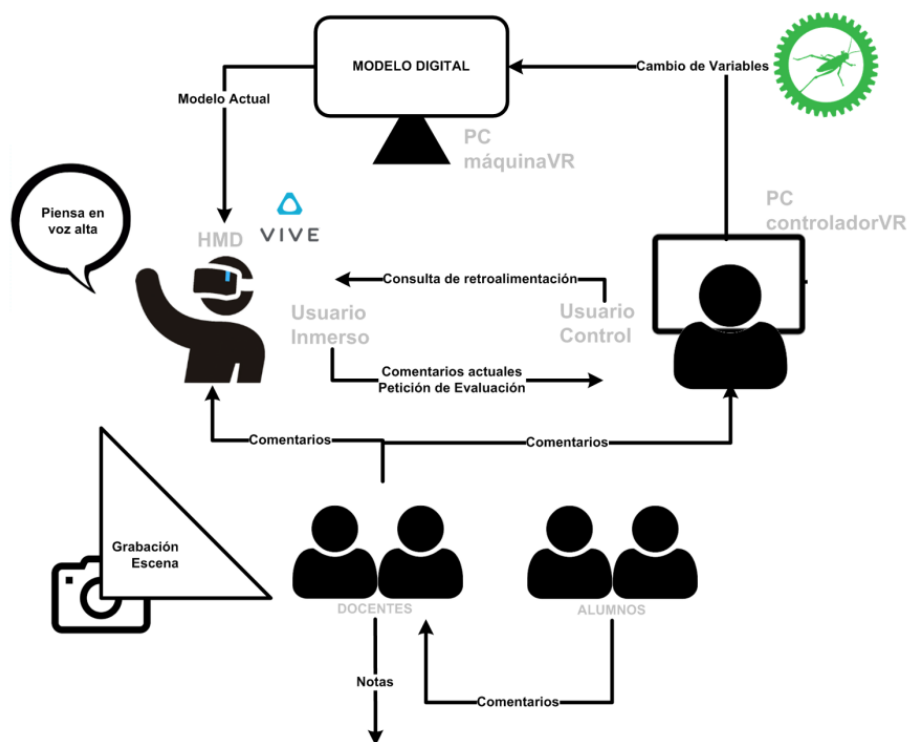 MODELO DIGITAL
Cambio de Variables
Modelo Actual
PC
máquinaVR
Piensa en
voz alta
HMD
VIVE
PC
controladorVR
Consulta de retroalimentación
Usuario
Inmerso
Usuario
Control
Comentarios actuales
Petición de Evaluación
Comentarios
Comentarios
Grabación
Escena
DOCENTES
ALUMNOS
Notas
Comentarios